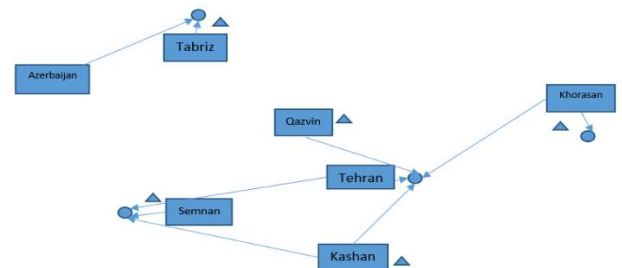 Tabriz
Azerbaijan
Khorasan
Qazvin
Tehran
Semnan
Kashan